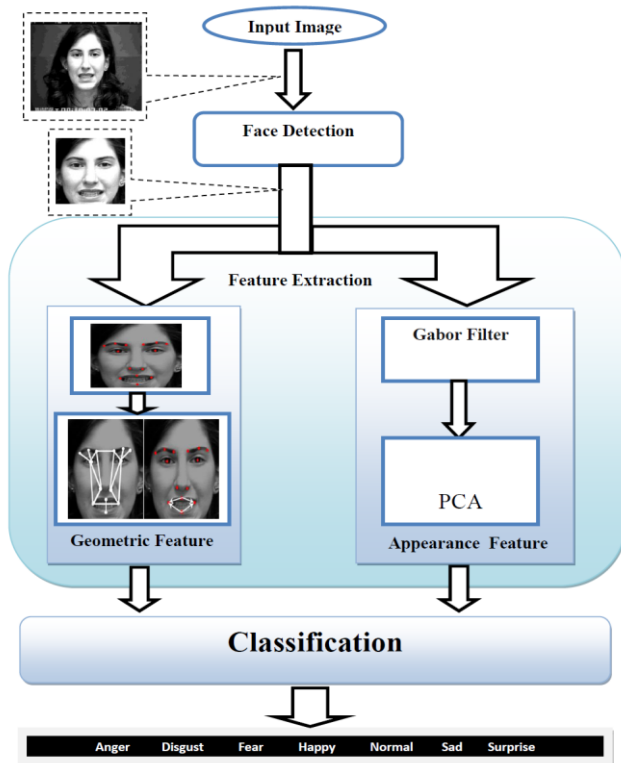 Input Image
Face Detection
Feature Extraction
Gabor Filter
PCA
Geometric Feature
Appearance Feature
Classification
Anger Disgust Fear Happy Normal Sad Surprise